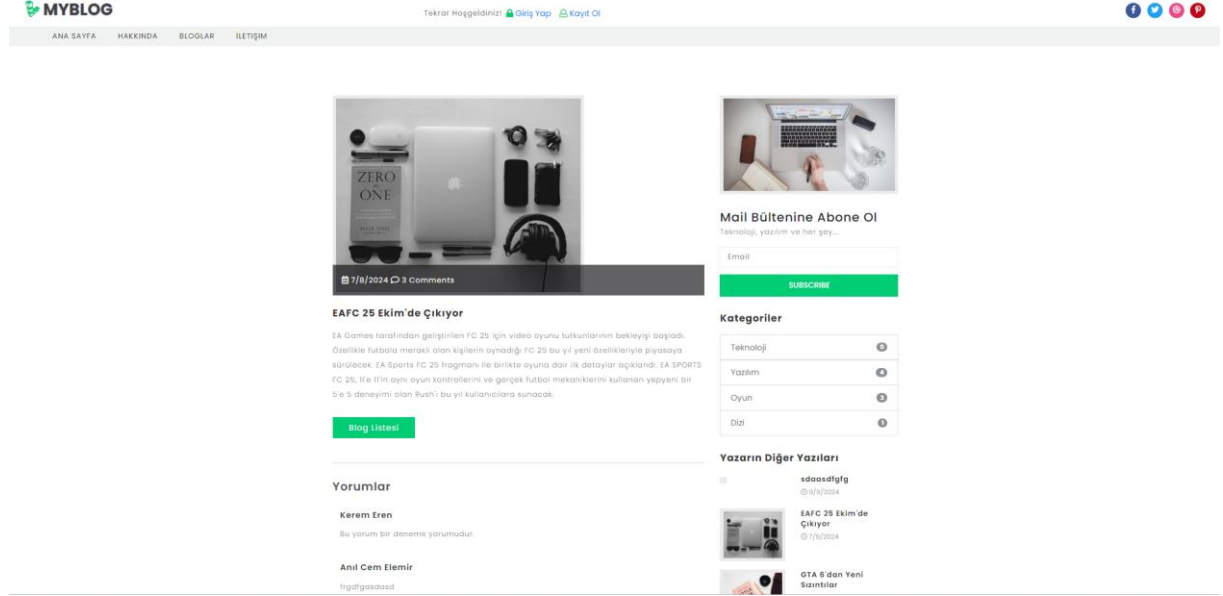 MYBLOG
Tekrar Hoşgeldiniz! Giriş Yap Kayıt Ol
ANA SAYFA HAKKINDA BLOGLAR İLETİŞİM
ZERO
ONE
7/8/2024 3 Comments
EAFC 25 Ekim'de Çıkıyor
EA Games tarafından geliştirilen FC 25 için video oyunu tutkunlarının bekleyişi başladı.
Özellikle futbola meraklı olan kişilerin oynadığı FC 25 bu yıl yeni özellikleriyle piyasaya
sürülecek. EA Sports FC 25 fragmanı ile birlikte oyuna dair ilk detaylar açıklandı. EA SPORTS
FC 25, 11'e 11'in aynı oyun kontrollerini ve gerçek futbol mekaniklerini kullanan yepyeni bir
5'e 5 deneyimi olan Rush'ı bu yıl kullanıcılara sunacak.
Blog Listesi
Yorumlar
Kerem Eren
Bu yorum bir deneme yorumudur.
Anıl Cem Elemir
frgdfgasdasd
Mail Bültenine Abone Ol
Teknoloji, yazılım ve her şey...
Email
SUBSCRIBE
Kategoriler
Teknoloji 0
Yazılım 4
Oyun 3
Dizi 1
Yazarın Diğer Yazıları
sdaasdfgfg
9/9/2024
EAFC 25 Ekim'de
Çıkıyor
7/8/2024
GTA 6'dan Yeni
Sızıntılar